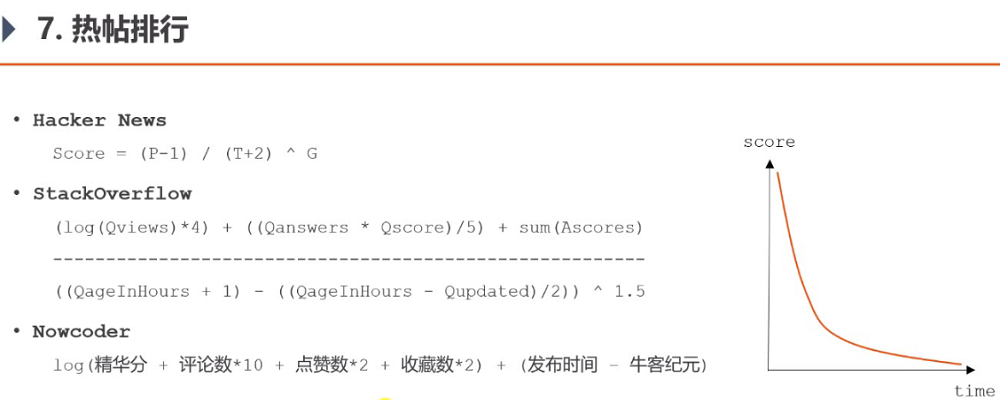 7. 热帖排行
• Hacker News
Score = (P-1) / (T+2) ^ G
• StackOverflow
(log(Qviews)*4) + ((Qanswers * Qscore)/5) + sum(Ascores)
--------------------------------------------------------
((QageInHours + 1) - ((QageInHours - Qupdated)/2)) ^ 1.5
• Nowcoder
log(精华分 + 评论数*10 + 点赞数*2 + 收藏数*2) + (发布时间 – 牛客纪元)
score
time